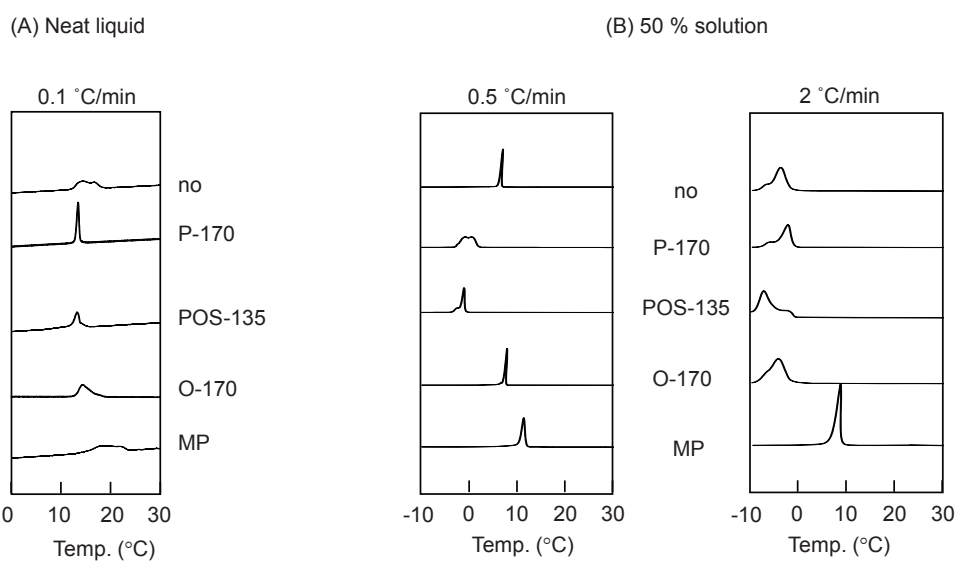 (A) Neat liquid
(B) 50 % solution
0.1 ˚C/min
0.5 ˚C/min
2 ˚C/min
no
P-170
POS-135
O-170
MP
no
P-170
POS-135
O-170
MP
0 10 20 30
Temp. (°C)
-10 0 10 20 30
Temp. (°C)
-10 0 10 20 30
Temp. (°C)